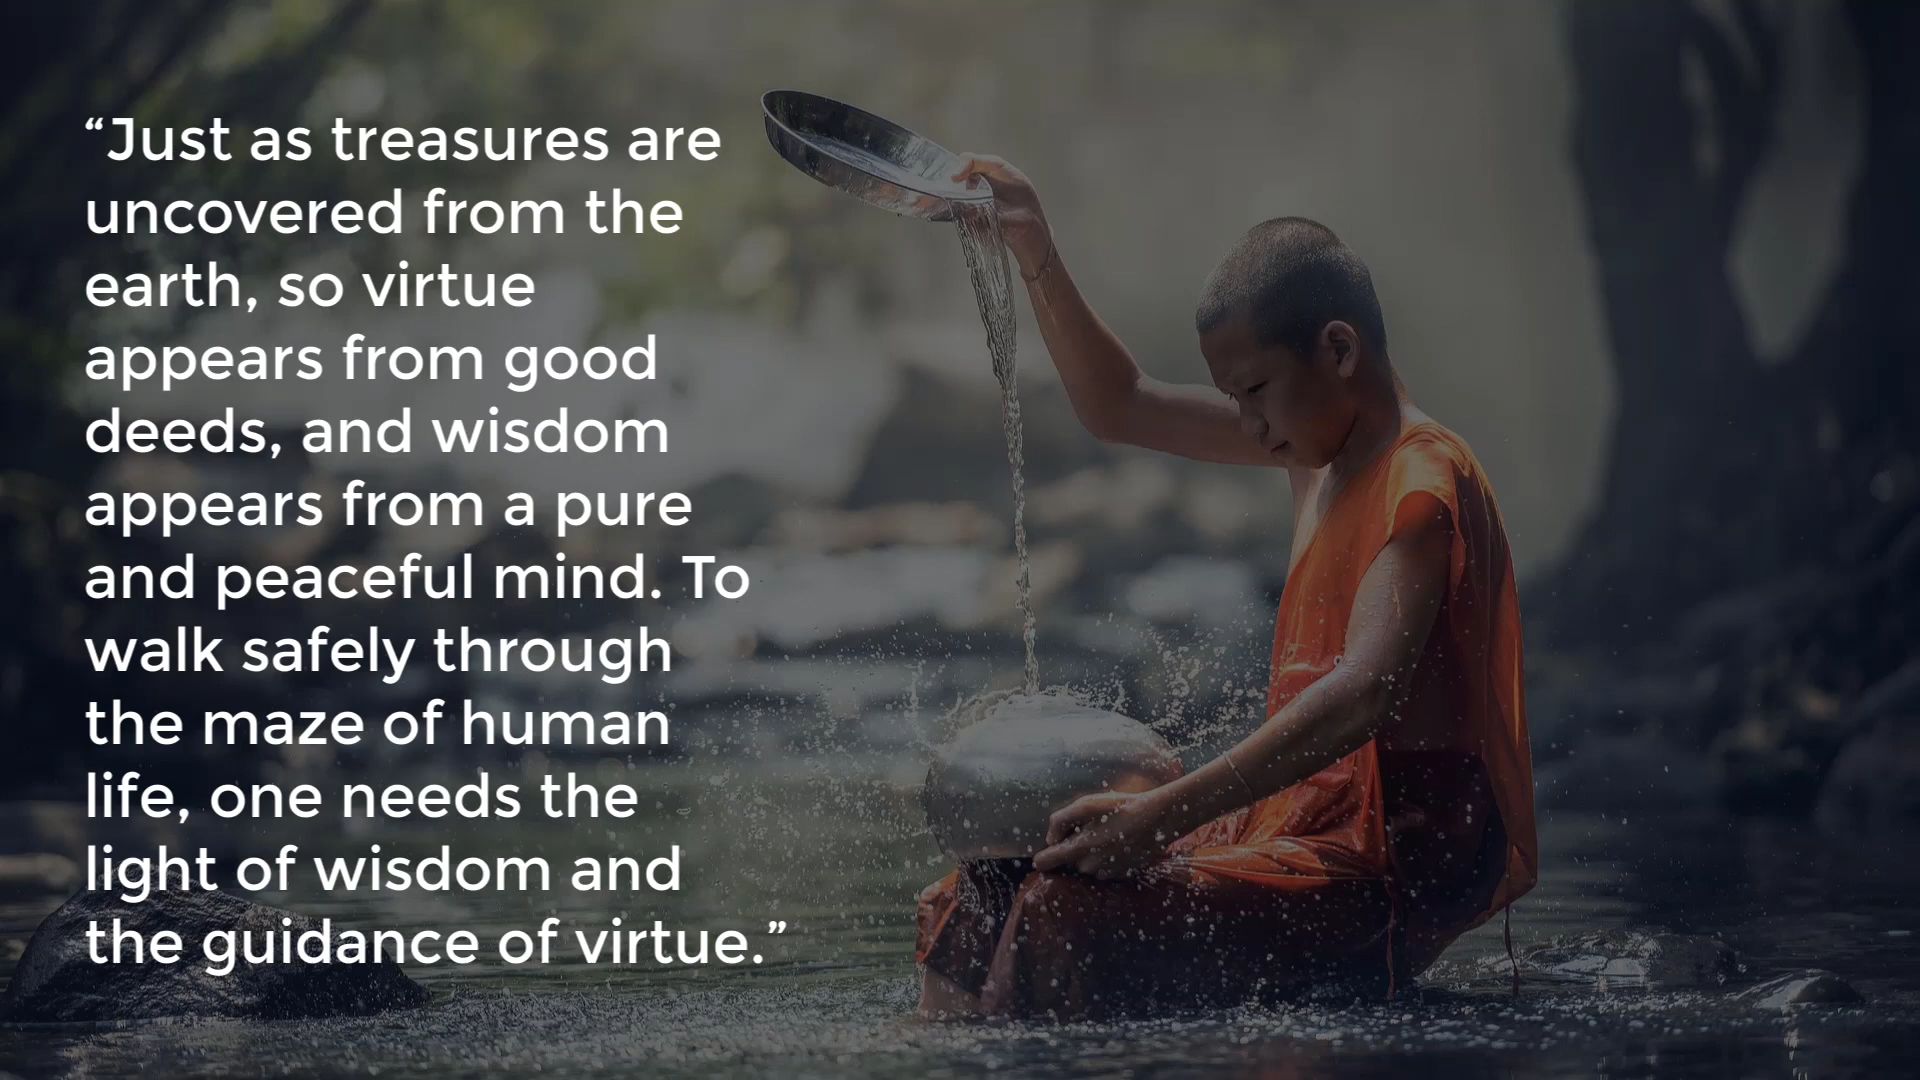 “Just as treasures are
uncovered from the
earth, so virtue
appears from good
deeds, and wisdom
appears from a pure
and peaceful mind. To
walk safely through
the maze of human
life, one needs the
light of wisdom and
the guidance of virtue.”